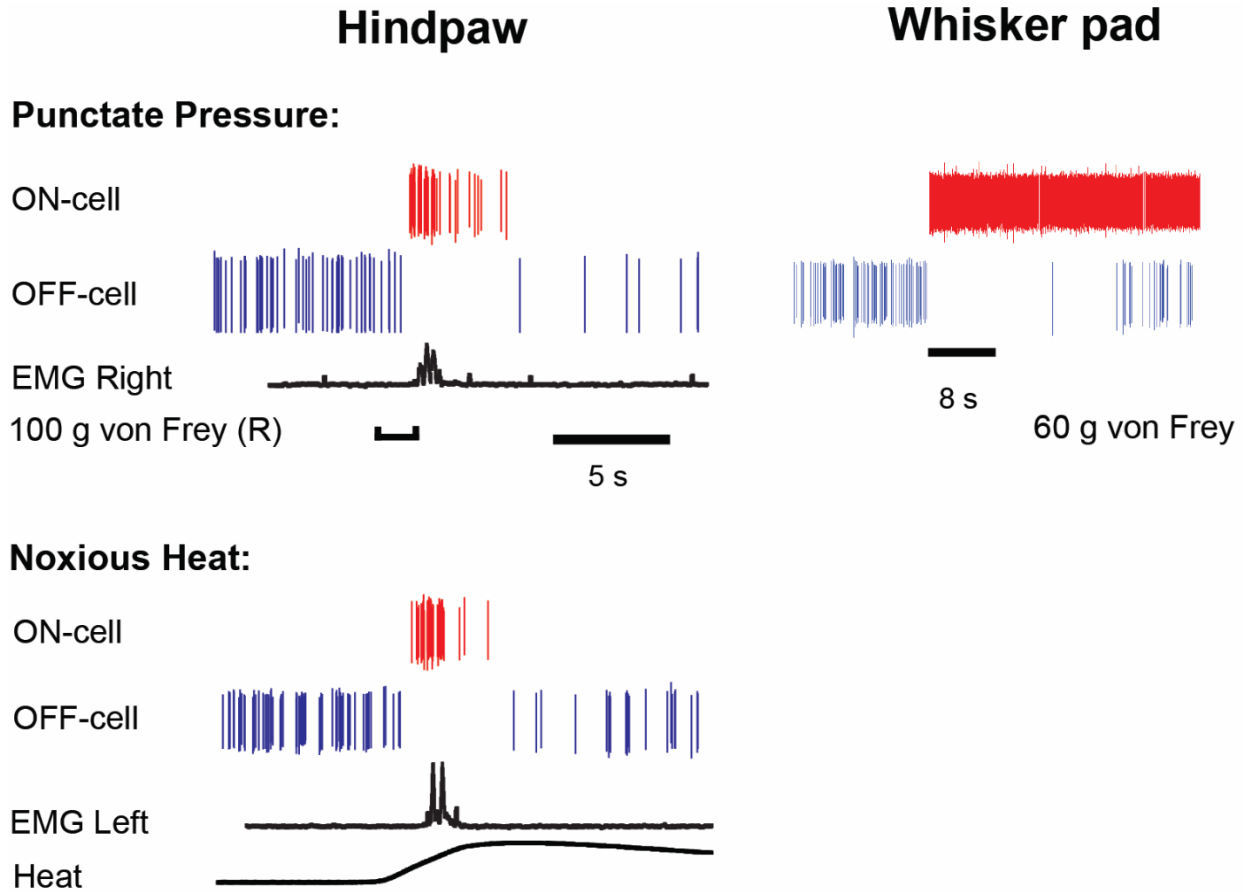 Hindpaw
Whisker pad
Punctate Pressure:
ON-cell
OFF-cell
EMG Right
8 s
100 g von Frey (R)
60 g von Frey
5 s
Noxious Heat:
ON-cell
OFF-cell
EMG Left
Heat